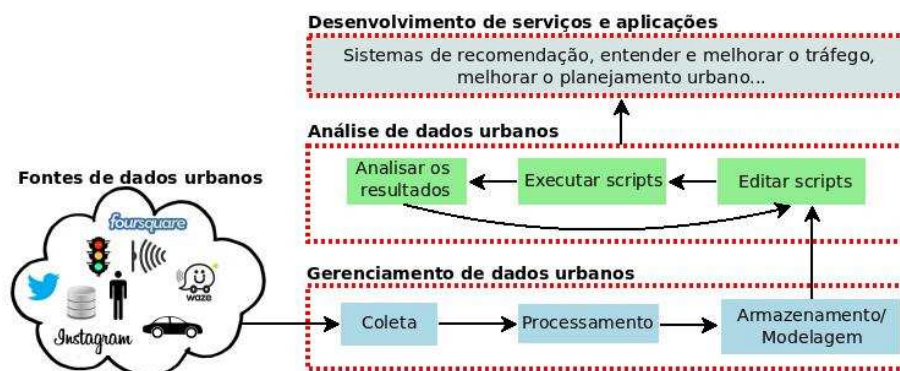 Desenvolvimento de serviços e aplicações
Sistemas de recomendação, entender e melhorar o tráfego,
melhorar o planejamento urbano...
Análise de dados urbanos
Analisar os
resultados
Executar scripts
Editar scripts
Fontes de dados urbanos
foursquare
waze
Instagram
Gerenciamento de dados urbanos
Coleta
Processamento
Armazenamento/
Modelagem